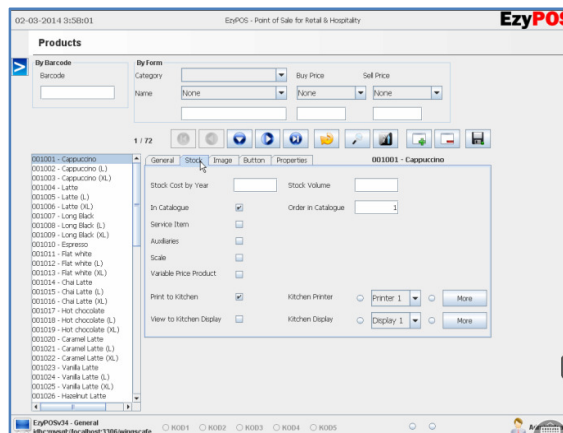 02-03-2014 3:58:01
EzyPOS - Point of Sale for Retail & Hospitality
EzyPOS
Products
By Barcode
Barcode
By Form
Category
Buy Price
Sell Price
Name
None
None
None
1 / 72
001001 - Cappuccino
001002 - Cappuccino (L)
001003 - Cappuccino (XL)
001004 - Latte
001005 - Latte (L)
001006 - Latte (XL)
001007 - Long Black
001008 - Long Black (L)
001009 - Long Black (XL)
001010 - Espresso
001011 - Flat white
001012 - Flat white (L)
001013 - Flat white (XL)
001014 - Chai Latte
001015 - Chai Latte (L)
001016 - Chai Latte (XL)
001017 - Hot chocolate
001018 - Hot chocolate (L)
001019 - Hot chocolate (XL)
001020 - Caramel Latte
001021 - Caramel Latte (L)
001022 - Caramel Latte (XL)
001023 - Vanilla Latte
001024 - Vanilla Latte (L)
001025 - Vanilla Latte (XL)
001026 - Hazelnut Latte
General
Stock
Image
Button
Properties
001001 - Cappuccino
Stock Cost by Year
Stock Volume
In Catalogue
Order in Catalogue
1
Service Item
Auxiliaries
Scale
Variable Price Product
Print to Kitchen
Kitchen Printer
Printer 1
More
View to Kitchen Display
Kitchen Display
Display 1
More
EzyPOSv34 - General
KOD1
KOD2
KOD3
KOD4
KOD5